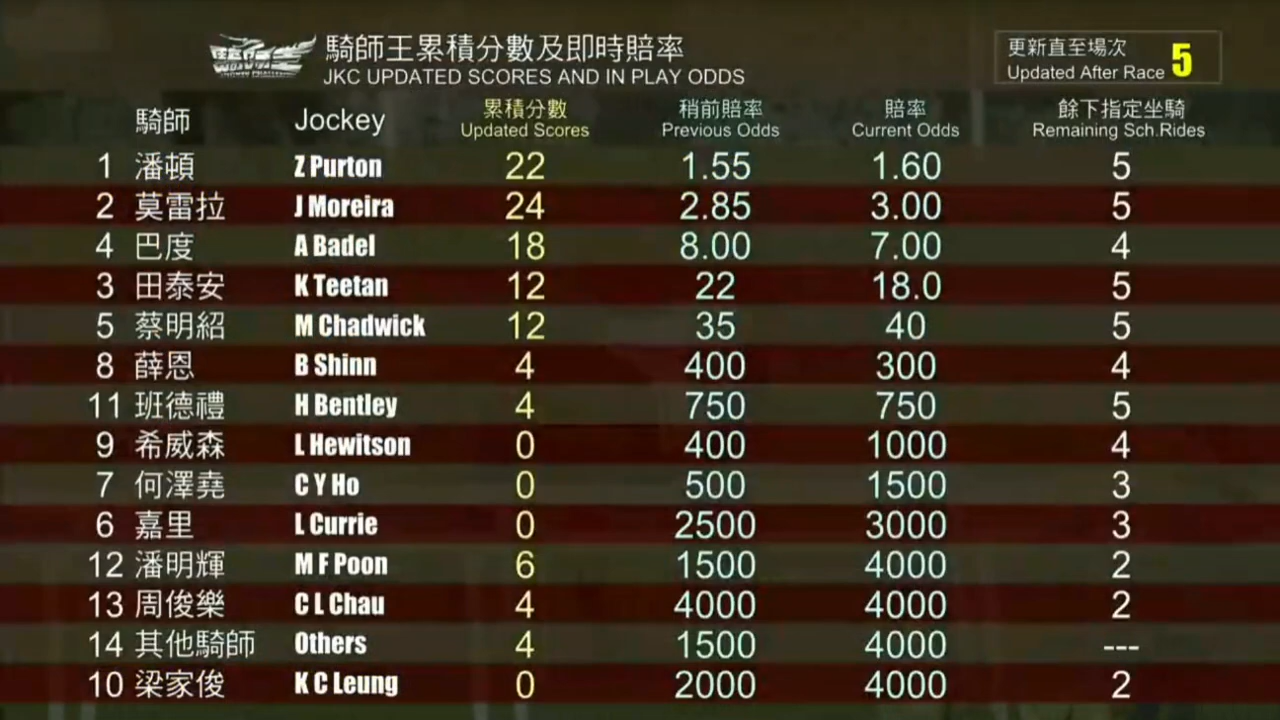 騎師王累積分數及即時賠率
JKC UPDATED SCORES AND IN PLAY ODDS
更新直至場次 5
Updated After Race
騎師 Jockey 累積分數 Updated Scores 稍前賠率 Previous Odds 賠率 Current Odds 餘下指定坐騎 Remaining Sch.Rides
1 潘頓 Z Purton 22 1.55 1.60 5
2 莫雷拉 J Moreira 24 2.85 3.00 5
4 巴度 A Badel 18 8.00 7.00 4
3 田泰安 K Teetan 12 22 18.0 5
5 蔡明紹 M Chadwick 12 35 40 5
8 薛恩 B Shinn 4 400 300 4
11 班德禮 H Bentley 4 750 750 5
9 希威森 L Hewitson 0 400 1000 4
7 何澤堯 C Y Ho 0 500 1500 3
6 嘉里 L Currie 0 2500 3000 3
12 潘明輝 M F Poon 6 1500 4000 2
13 周俊樂 C L Chau 4 4000 4000 2
14 其他騎師 Others 4 1500 4000 ---
10 梁家俊 K C Leung 0 2000 4000 2